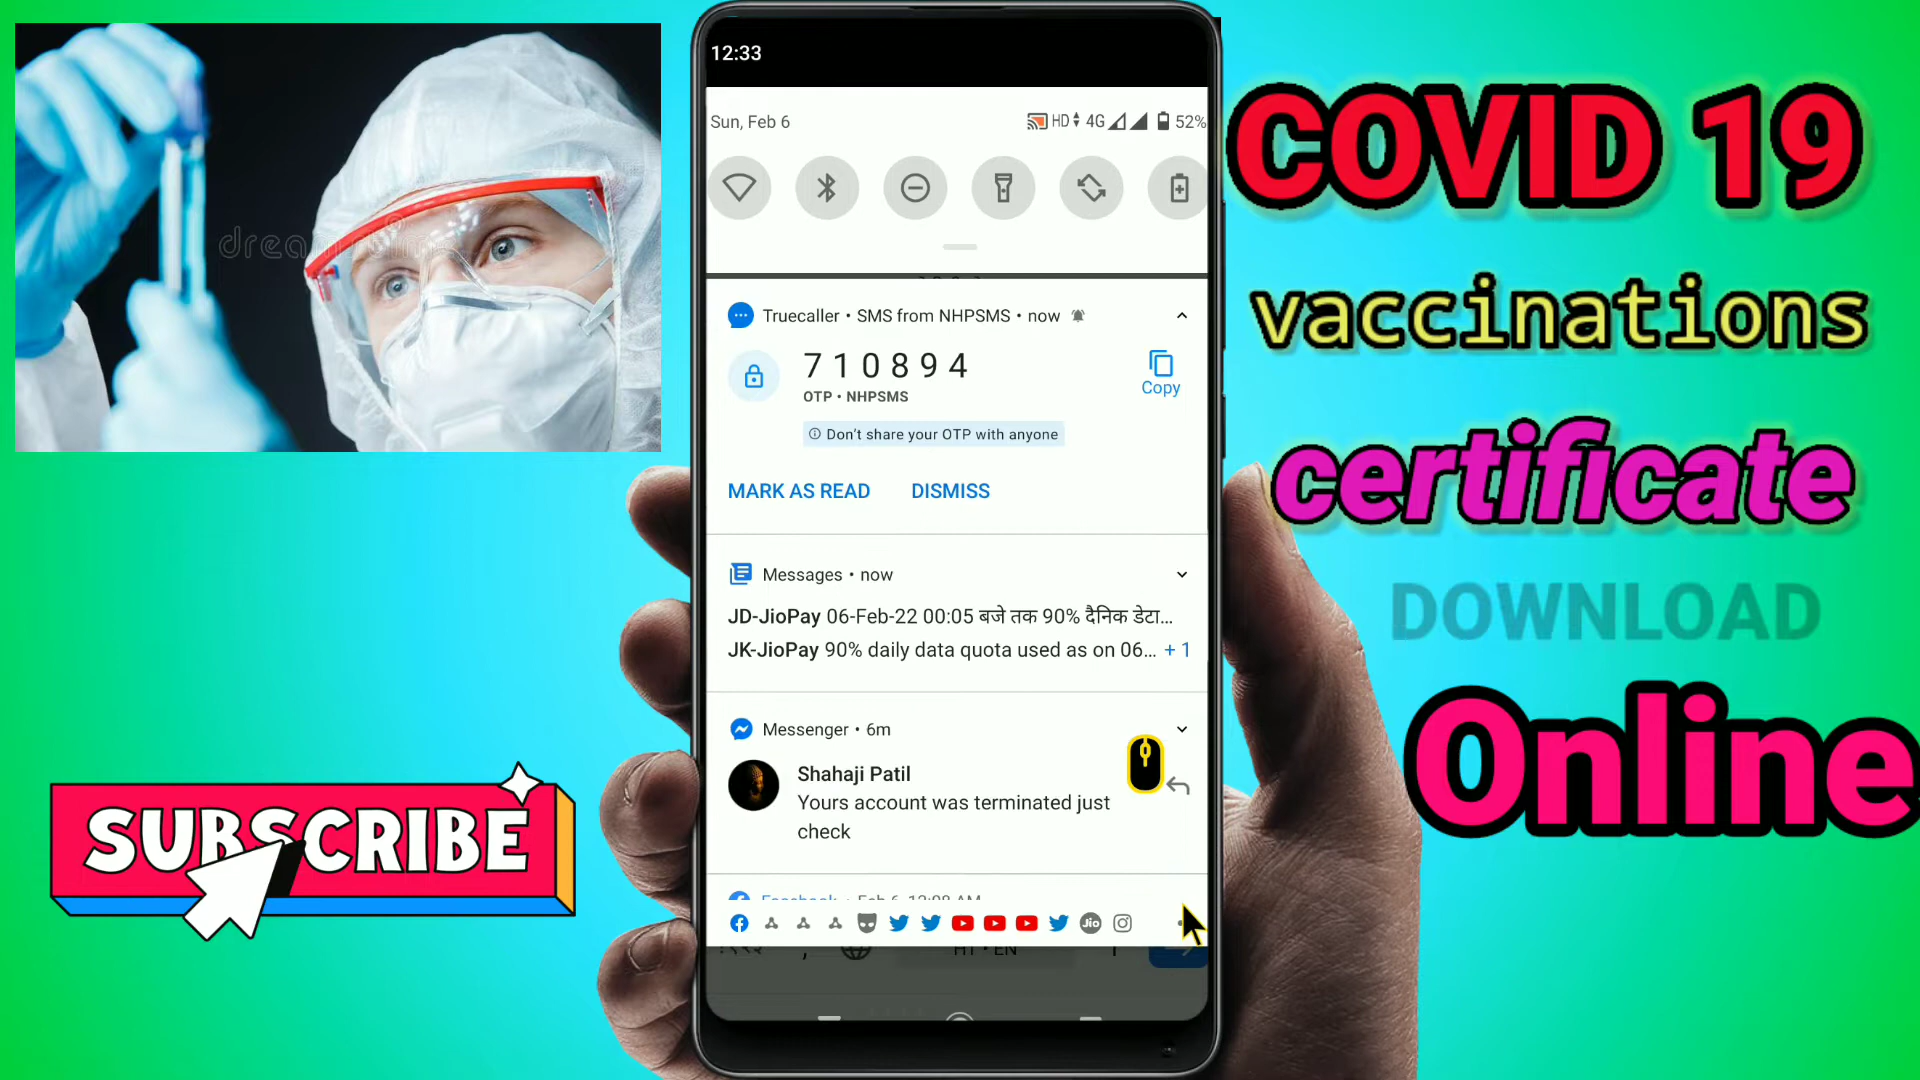 12:33
Sun, Feb 6
HD 4G 52%
Truecaller • SMS from NHPSMS • now
710894
OTP • NHPSMS
Copy
Don't share your OTP with anyone
MARK AS READ DISMISS
Messages • now
JD-JioPay 06-Feb-22 00:05 बजे तक 90% दैनिक डेटा...
JK-JioPay 90% daily data quota used as on 06... + 1
Messenger • 6m
Shahaji Patil
Yours account was terminated just
check
Jio
COVID 19
vaccinations
certificate
DOWNLOAD
Online
SUBSCRIBE